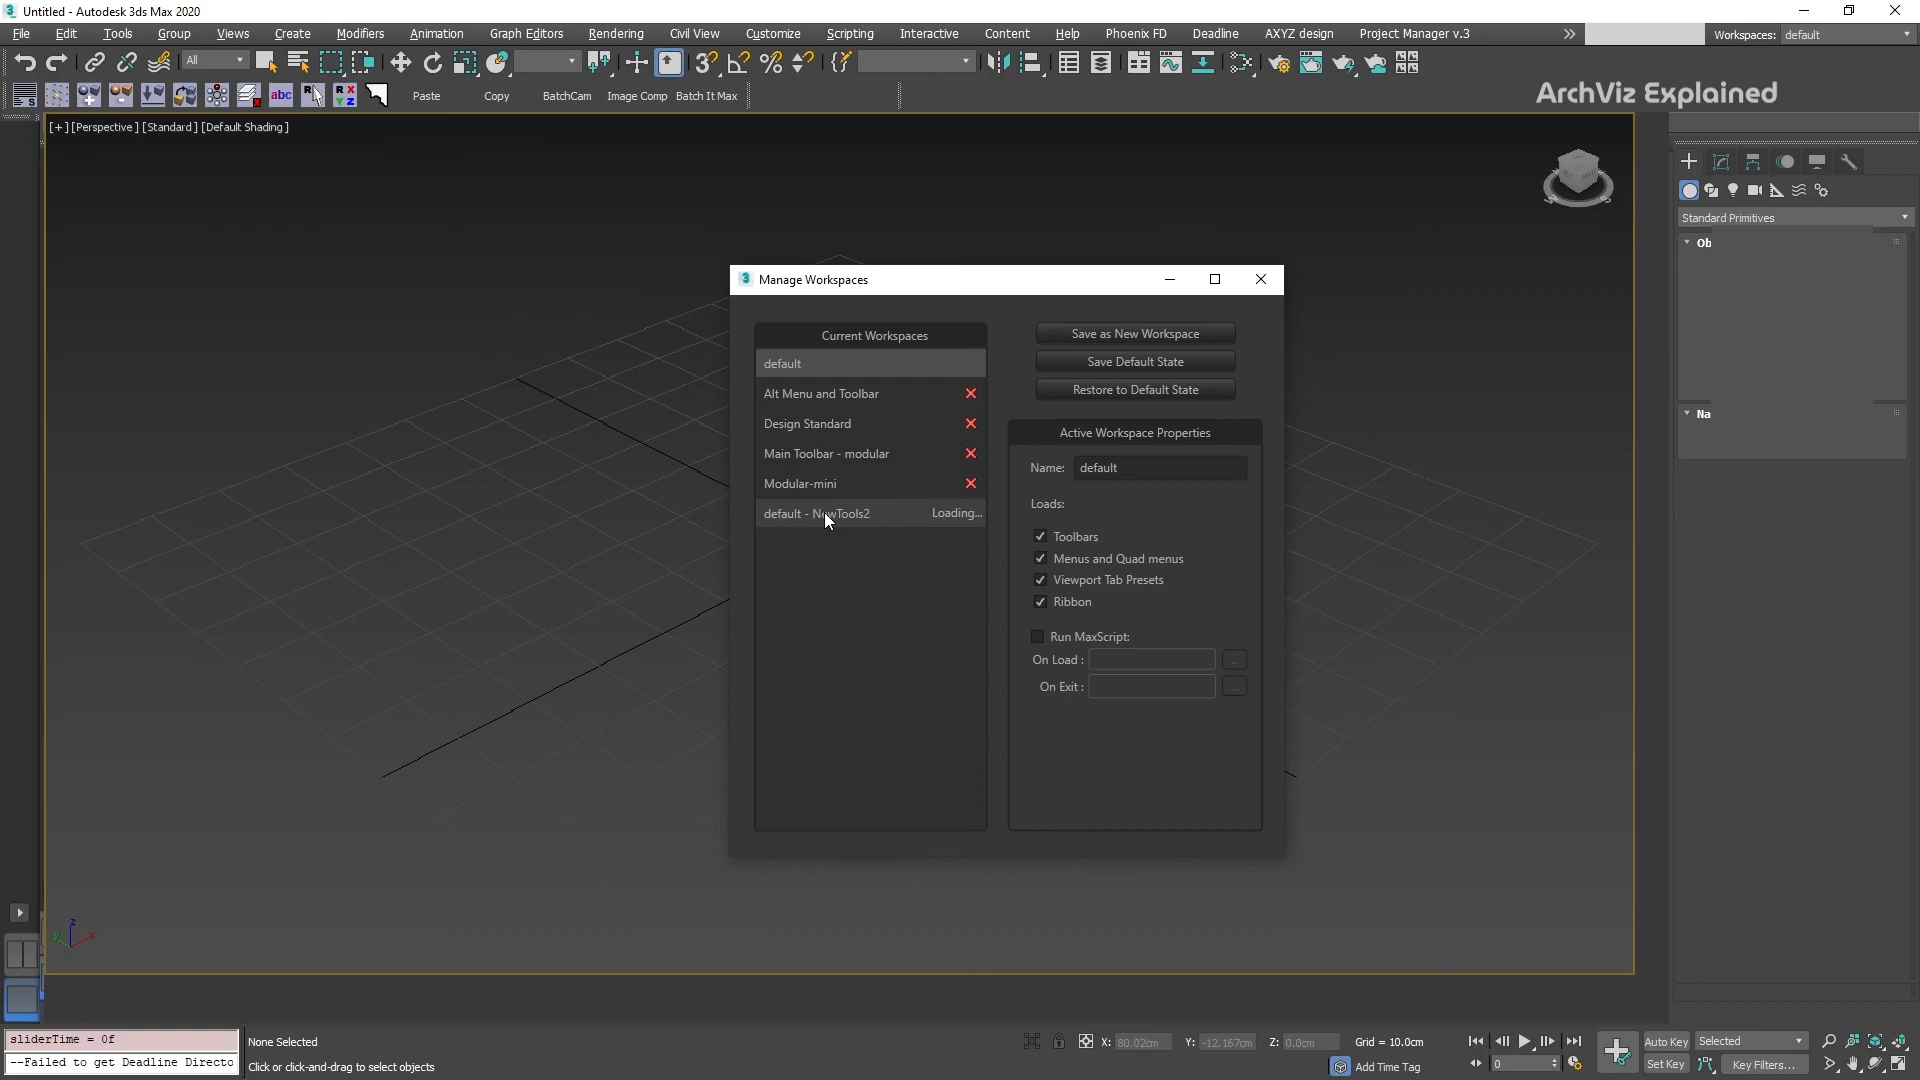 Untitled - Autodesk 3ds Max 2020
File Edit Tools Group Views Create Modifiers Animation Graph Editors Rendering Civil View Customize Scripting Interactive Content Help Phoenix FD Deadline AXYZ design Project Manager v.3 Workspaces: default
All
abc Paste Copy BatchCam Image Comp Batch It Max
ArchViz Explained
[+] [Perspective] [Standard] [Default Shading]
Standard Primitives
Ob
Na
Manage Workspaces
Current Workspaces
default
Alt Menu and Toolbar
Design Standard
Main Toolbar - modular
Modular-mini
default - NewTools2 Loading...
Save as New Workspace
Save Default State
Restore to Default State
Active Workspace Properties
Name: default
Loads:
Toolbars
Menus and Quad menus
Viewport Tab Presets
Ribbon
Run MaxScript:
On Load : ...
On Exit : ...
z
y x
sliderTime = 0f
--Failed to get Deadline Directo
None Selected
Click or click-and-drag to select objects
X: 80.02cm Y: -12.167cm Z: 0.0cm Grid = 10.0cm
Add Time Tag
0
Auto Key Selected
Set Key Key Filters...